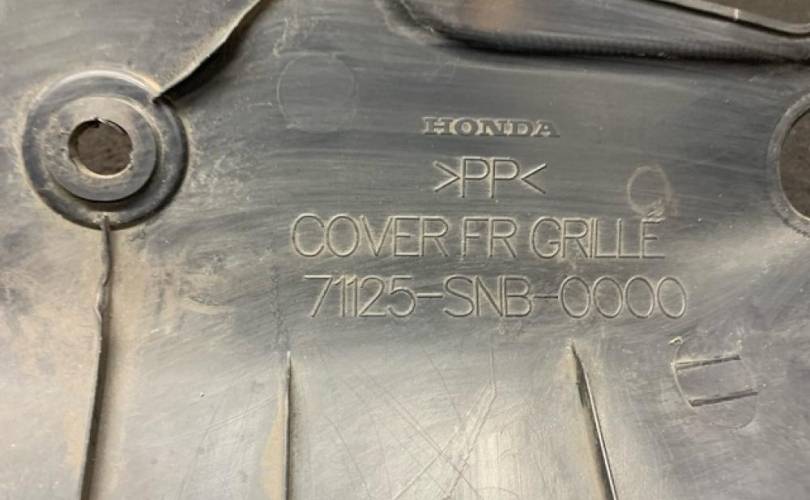 HONDA
>PP<
COVER FR GRILLE
71125-SNB-0000